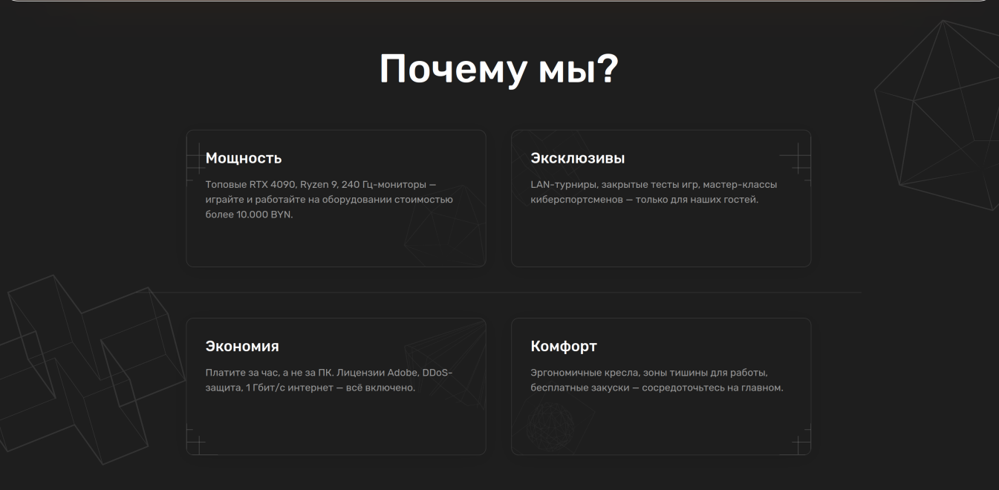 Почему мы?
Мощность
Топовые RTX 4090, Ryzen 9, 240 Гц-мониторы —
играйте и работайте на оборудовании стоимостью
более 10.000 BYN.
Эксклюзивы
LAN-турниры, закрытые тесты игр, мастер-классы
киберспортсменов — только для наших гостей.
Экономия
Платите за час, а не за ПК. Лицензии Adobe, DDoS-
защита, 1 Гбит/с интернет — всё включено.
Комфорт
Эргономичные кресла, зоны тишины для работы,
бесплатные закуски — сосредоточьтесь на главном.